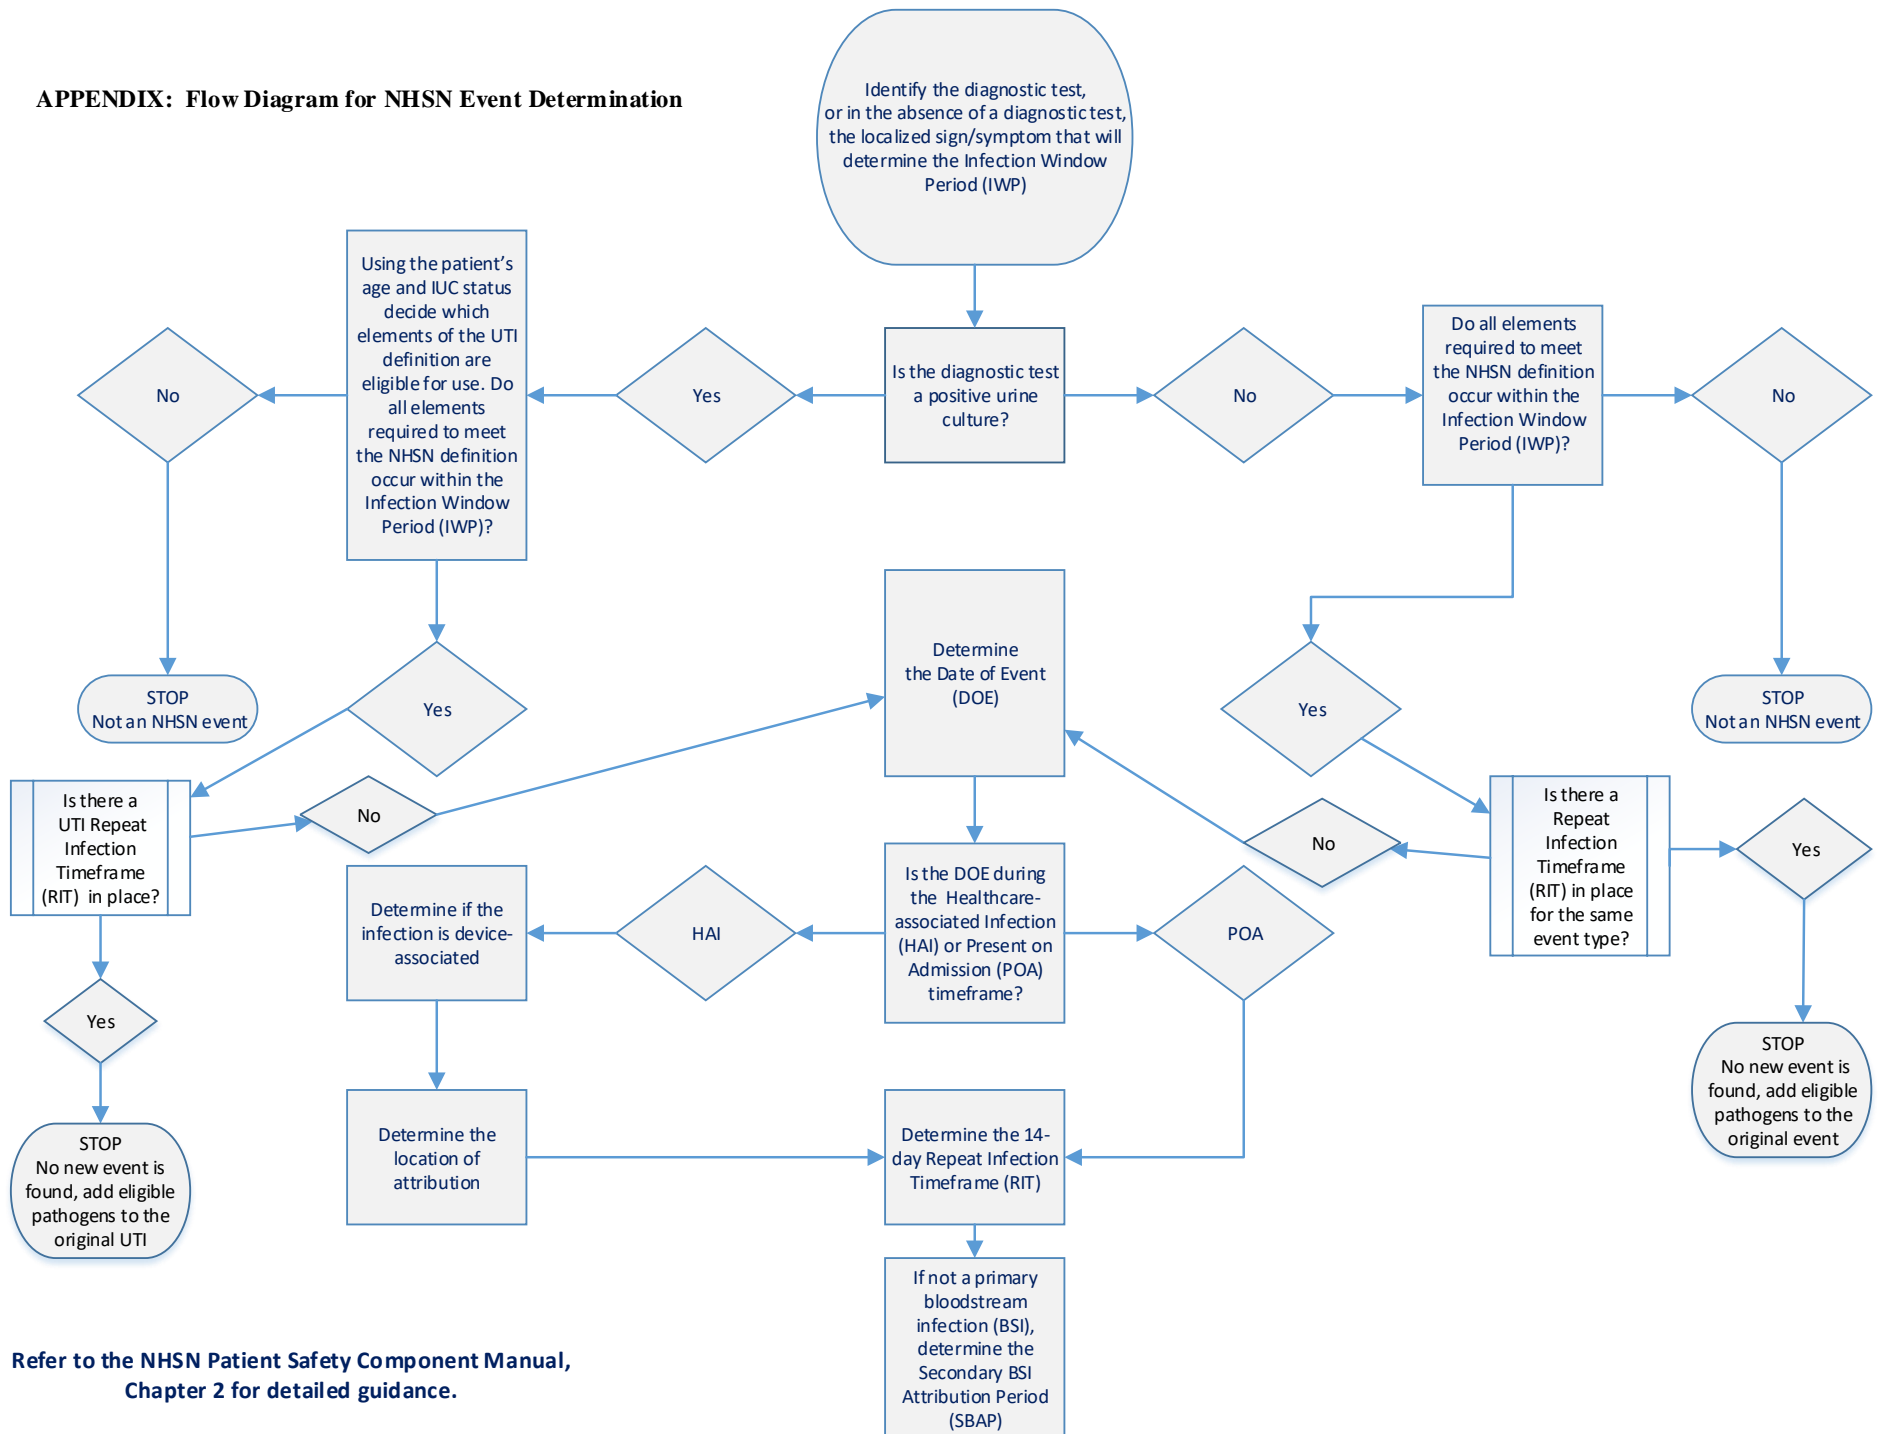 APPENDIX: Flow Diagram for NHSN Event Determination
Identify the diagnostic test,
or in the absence of a diagnostic test,
the localized sign/symptom that will
determine the Infection Window
Period (IWP)
Using the patient's
age and IUC status
decide which
elements of the UTI
definition are
eligible for use. Do
all elements
required to meet
the NHSN definition
occur within the
Infection Window
Period (IWP)?
No
Yes
Is the diagnostic test
a positive urine
culture?
No
Do all elements
required to meet
the NHSN definition
occur within the
Infection Window
Period (IWP)?
No
STOP
Not an NHSN event
Yes
Determine
the Date of Event
(DOE)
Yes
STOP
Not an NHSN event
Is there a
UTI Repeat
Infection
Timeframe
(RIT) in place?
No
No
Is there a
Repeat
Infection
Timeframe
(RIT) in place
for the same
event type?
Yes
Determine if the
infection is device-
associated
HAI
Is the DOE during
the Healthcare-
associated Infection
(HAI) or Present on
Admission (POA)
timeframe?
POA
Yes
STOP
No new event is
found, add eligible
pathogens to the
original UTI
Determine the
location of
attribution
Determine the 14-
day Repeat Infection
Timeframe (RIT)
STOP
No new event is
found, add eligible
pathogens to the
original event
If not a primary
bloodstream
infection (BSI),
determine the
Secondary BSI
Attribution Period
(SBAP)
Refer to the NHSN Patient Safety Component Manual,
Chapter 2 for detailed guidance.